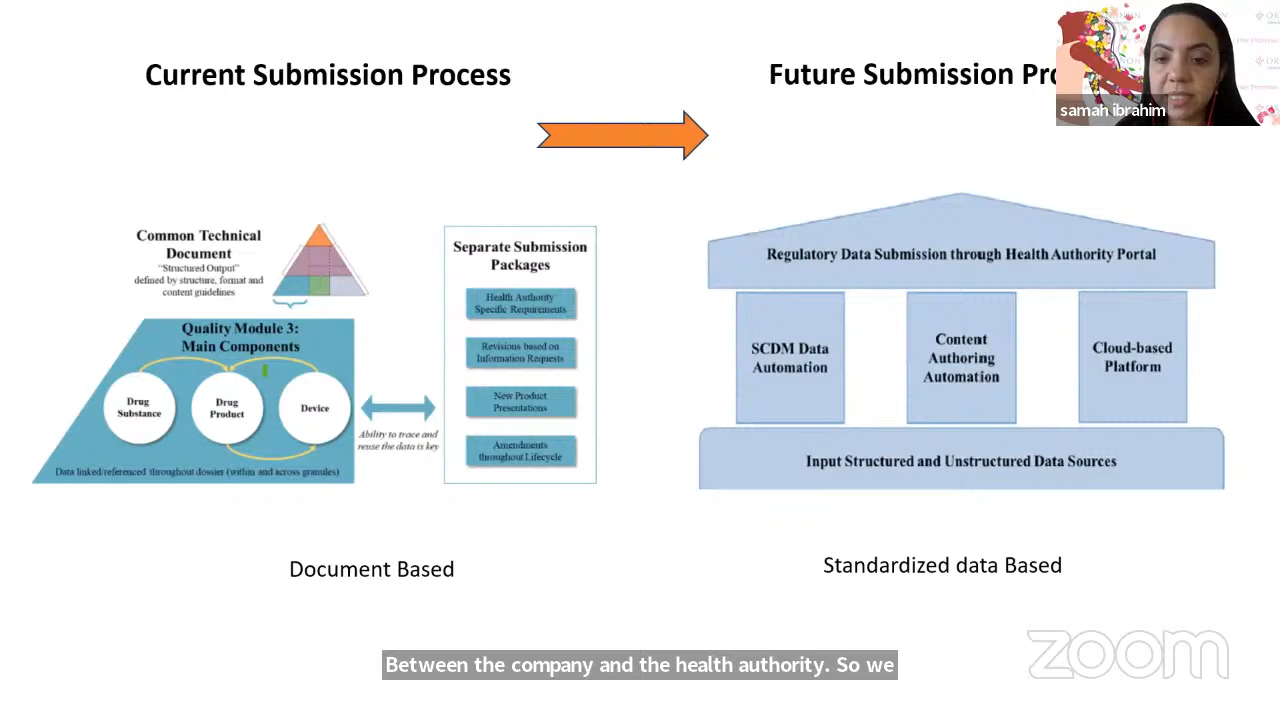 Current Submission Process
Future Submission Pro
samah ibrahim
Common Technical
Document
“Structured Output”
defined by structure, format and
content guidelines
Quality Module 3:
Main Components
Drug
Substance
Drug
Product
Device
Data linked/referenced throughout dossier (within and across granules)
Ability to trace and
reuse the data is key
Separate Submission
Packages
Health Authority
Specific Requirements
Revisions based on
Information Requests
New Product
Presentations
Amendments
throughout Lifecycle
Document Based
Regulatory Data Submission through Health Authority Portal
SCDM Data
Automation
Content
Authoring
Automation
Cloud-based
Platform
Input Structured and Unstructured Data Sources
Standardized data Based
Between the company and the health authority. So we
zoom